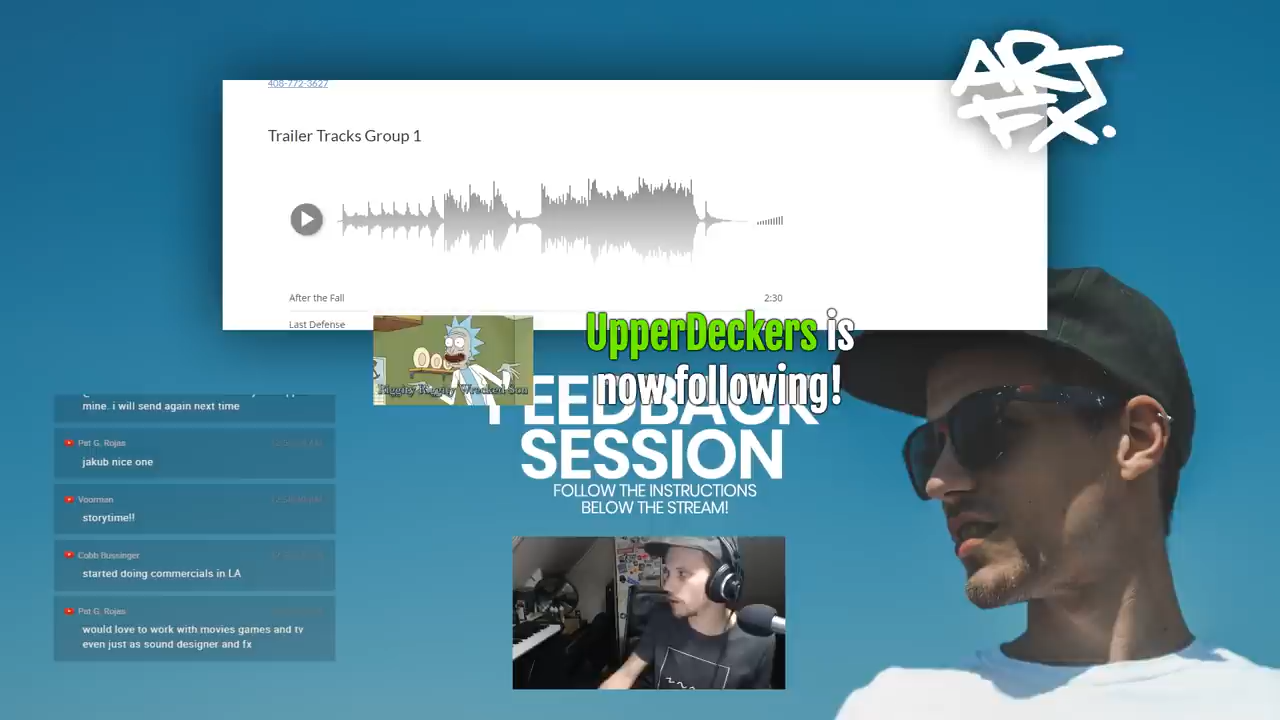 408-772-3627
ART
FX.
Trailer Tracks Group 1
After the Fall 2:30
Last Defense
UpperDeckers is
now following!
Riggity Riggity Wrecked Son
FEEDBACK
SESSION
FOLLOW THE INSTRUCTIONS
BELOW THE STREAM!
mine. i will send again next time
Pat G. Rojas
jakub nice one
Voorman
storytime!!
Cobb Bussinger
started doing commercials in LA
Pat G. Rojas
would love to work with movies games and tv
even just as sound designer and fx